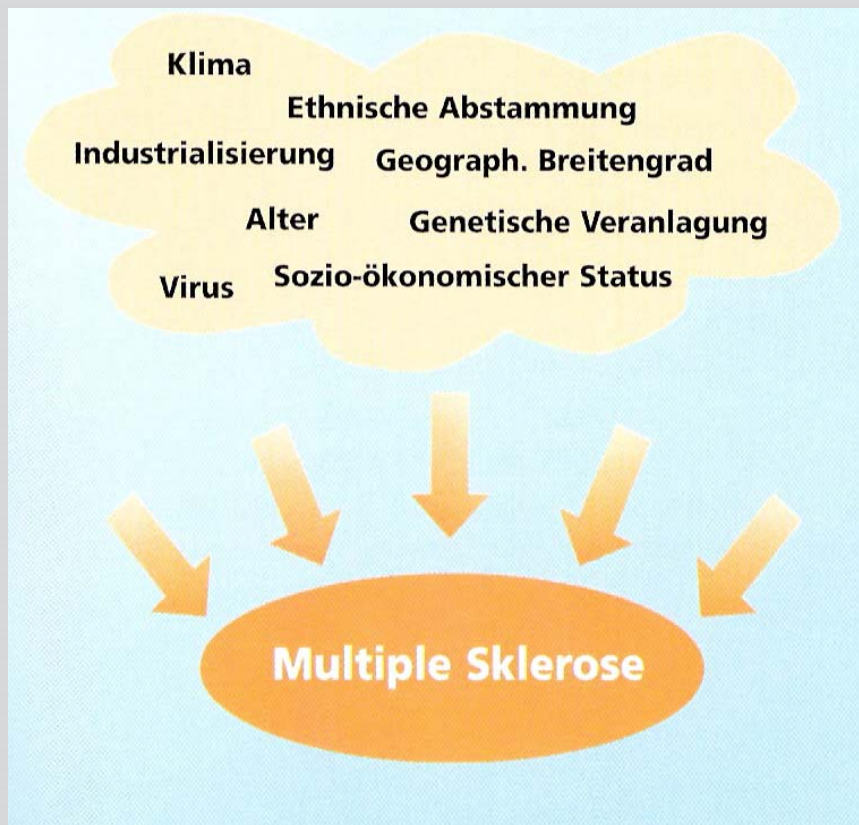 Klima
Ethnische Abstammung
Industrialisierung
Geograph. Breitengrad
Alter
Genetische Veranlagung
Virus
Sozio-ökonomischer Status
Multiple Sklerose